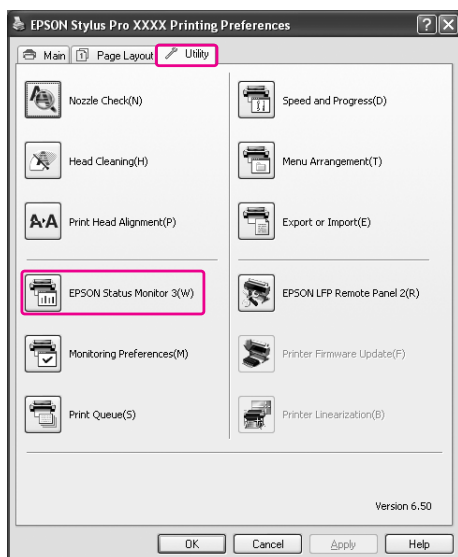 EPSON Stylus Pro XXXX Printing Preferences
Main Page Layout Utility
Nozzle Check(N)
Speed and Progress(D)
Head Cleaning(H)
Menu Arrangement(T)
A·A
Print Head Alignment(P)
Export or Import(E)
EPSON Status Monitor 3(W)
EPSON LFP Remote Panel 2(R)
Monitoring Preferences(M)
Printer Firmware Update(F)
Print Queue(S)
Printer Linearization(B)
Version 6.50
OK Cancel Apply Help